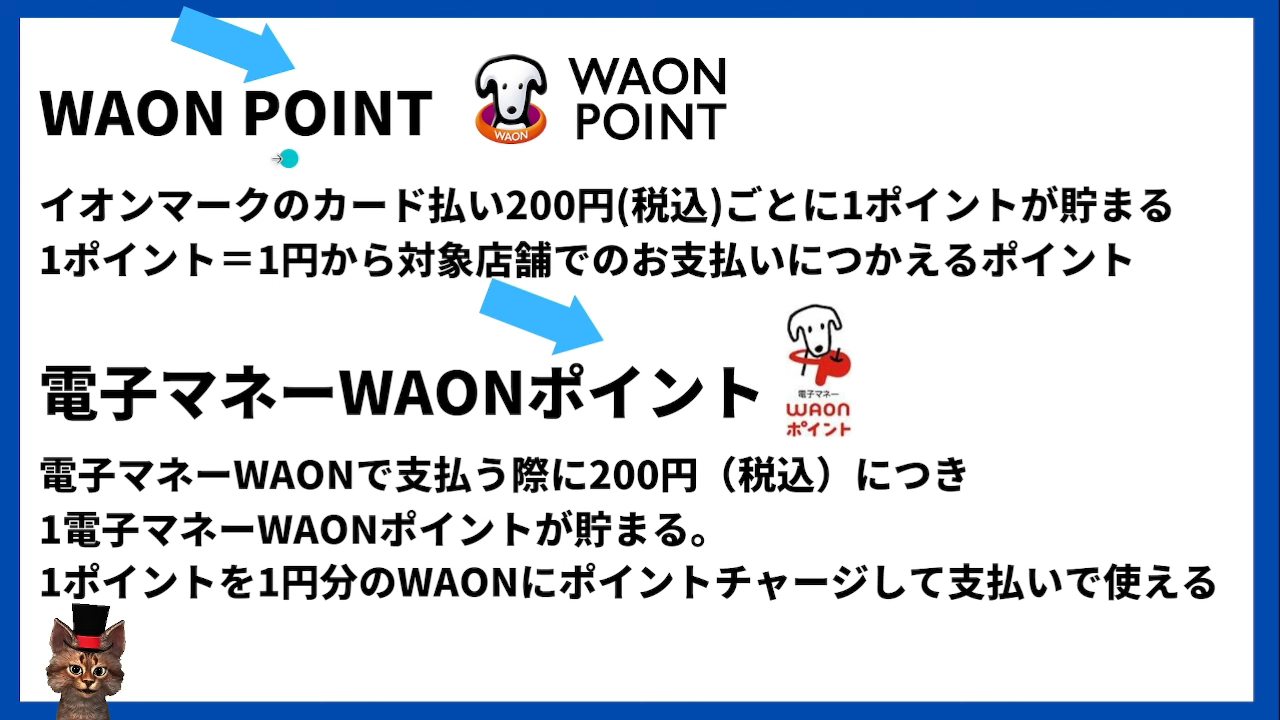 WAON POINT
WAON
WAON
POINT
イオンマークのカード払い200円(税込)ごとに1ポイントが貯まる
1ポイント＝1円から対象店舗でのお支払いにつかえるポイント
電子マネーWAONポイント
電子マネー
WAON
ポイント
電子マネーWAONで支払う際に200円（税込）につき
1電子マネーWAONポイントが貯まる。
1ポイントを1円分のWAONにポイントチャージして支払いで使える